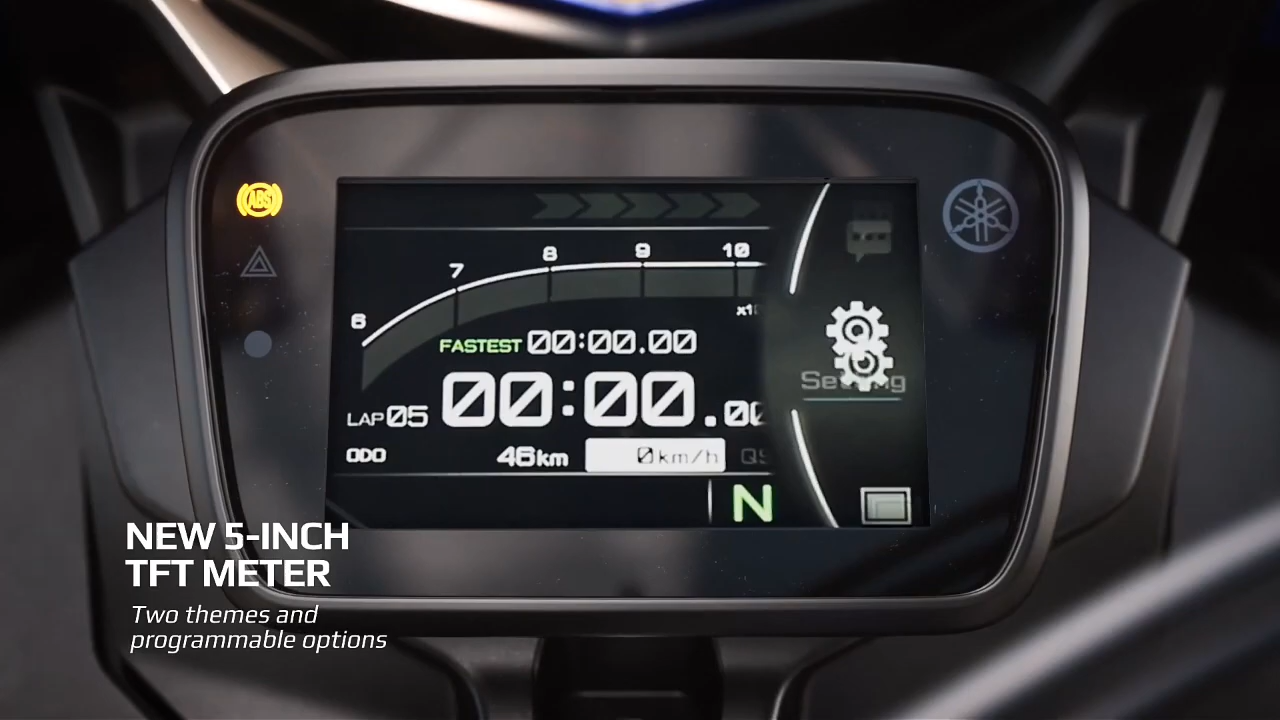 ABS
7 8 9 10
6
FASTEST 00:00.00
Setting
LAP 05 00:00.00
ODO 46km 0km/h QS
N
NEW 5-INCH
TFT METER
Two themes and
programmable options